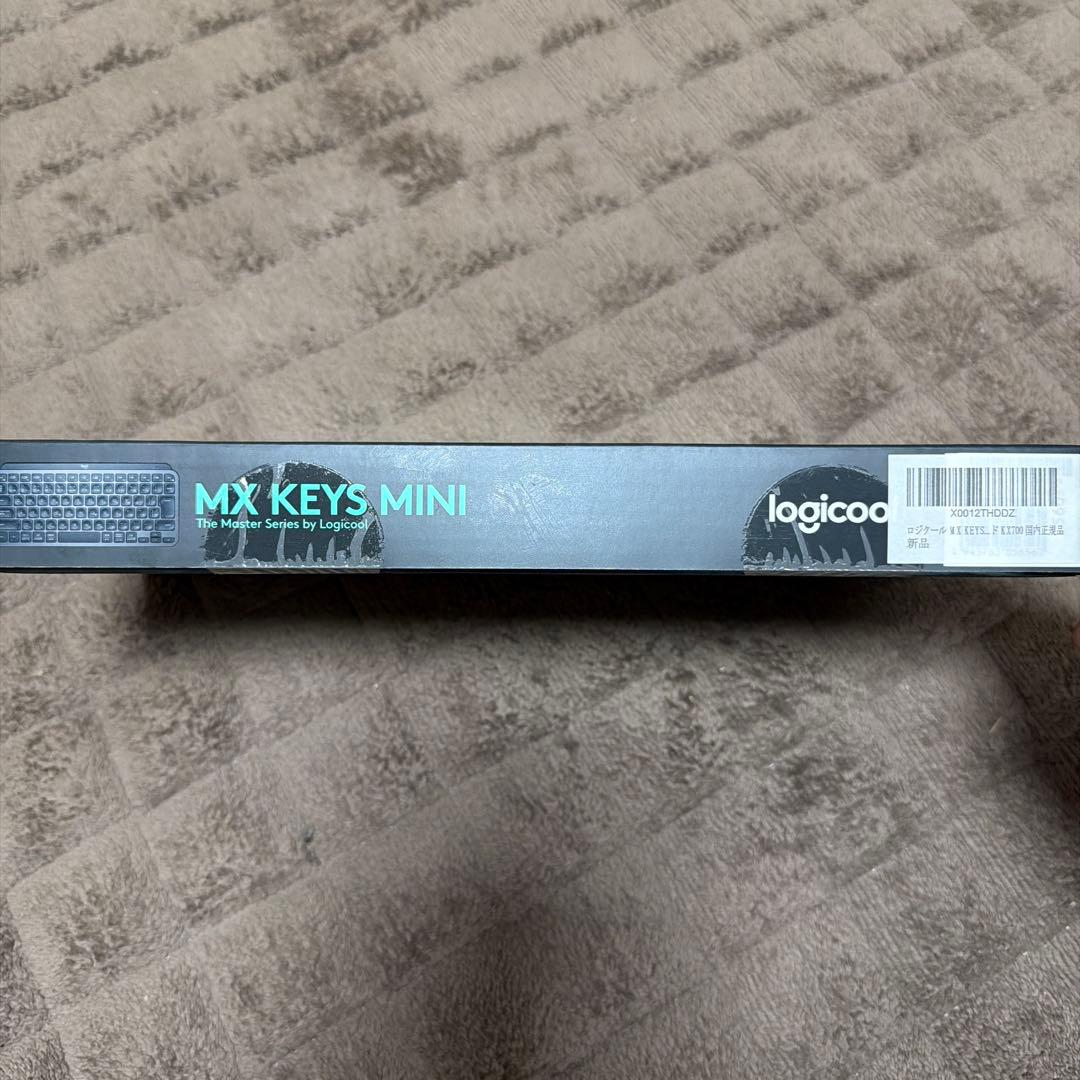 MX KEYS MINI
The Master Series by Logicool
logicoo
X0012THDDZ
ロジクール MX KEYS...ド KX700 国内正規品
新品